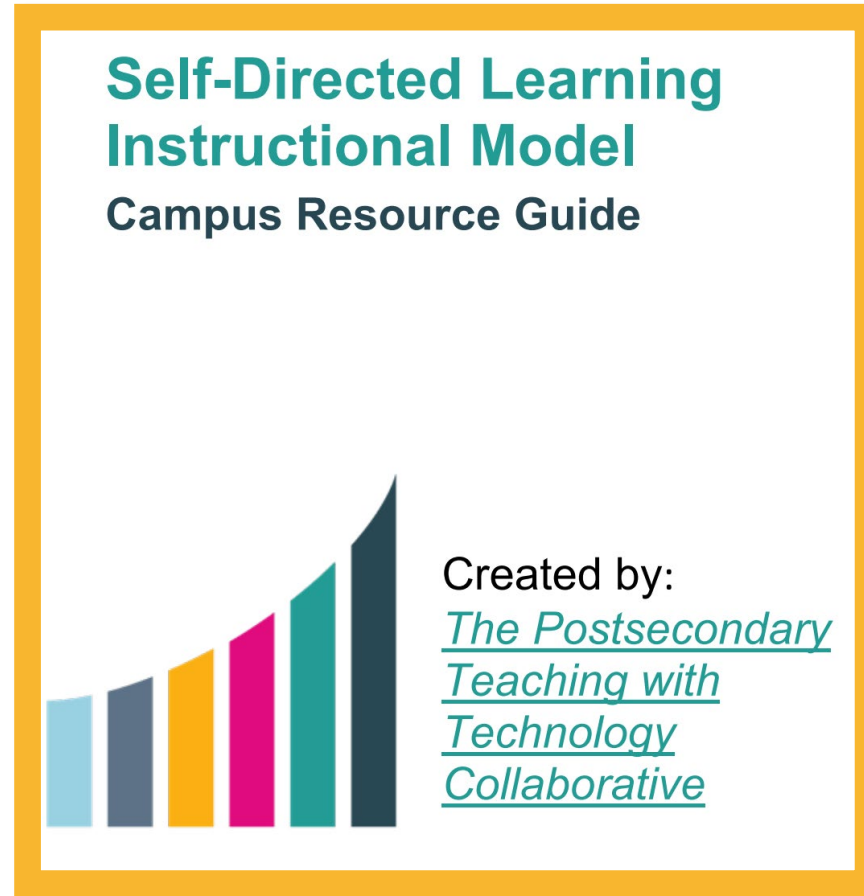 Self-Directed Learning
Instructional Model
Campus Resource Guide
Created by:
The Postsecondary
Teaching with
Technology
Collaborative